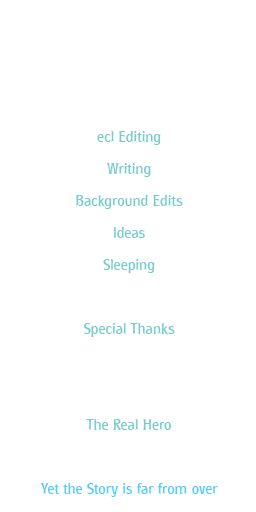 ecl Editing
Writing
Background Edits
Ideas
Sleeping
Special Thanks
The Real Hero
Yet the Story is far from over